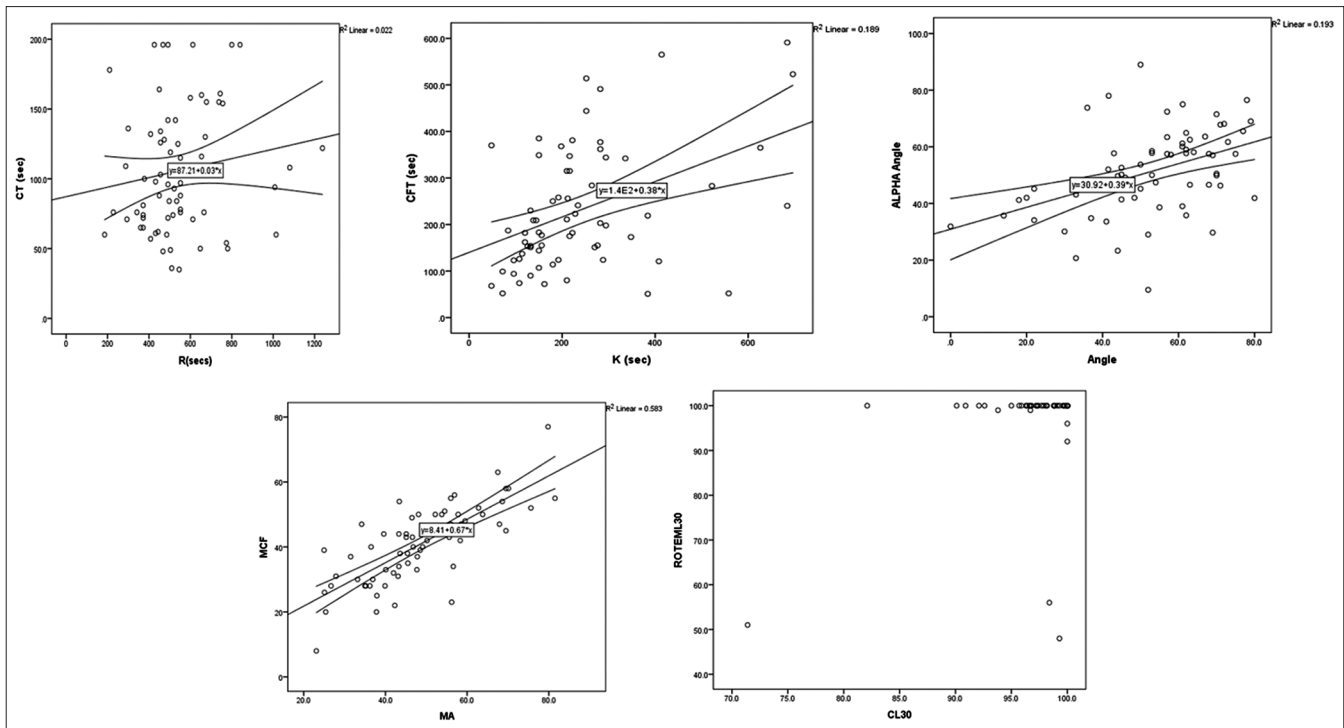 R² Linear = 0.022
CT (sec)
200.0
150.0
100.0
50.0
.0
y=87.21+0.03*x
0 200 400 600 800 1000 1200
R(secs)
R² Linear = 0.189
CFT (sec)
600.0
500.0
400.0
300.0
200.0
100.0
.0
y=1.4E2+0.38*x
0 200 400 600
K (sec)
R² Linear = 0.193
ALPHA Angle
100.0
80.0
60.0
40.0
20.0
.0
y=30.92+0.39*x
.0 20.0 40.0 60.0 80.0
Angle
R² Linear = 0.583
MCF
80
60
40
20
0
y=8.41+0.67*x
20.0 40.0 60.0 80.0
MA
ROTEML30
100.0
90.0
80.0
70.0
60.0
50.0
40.0
70.0 75.0 80.0 85.0 90.0 95.0 100.0
CL30